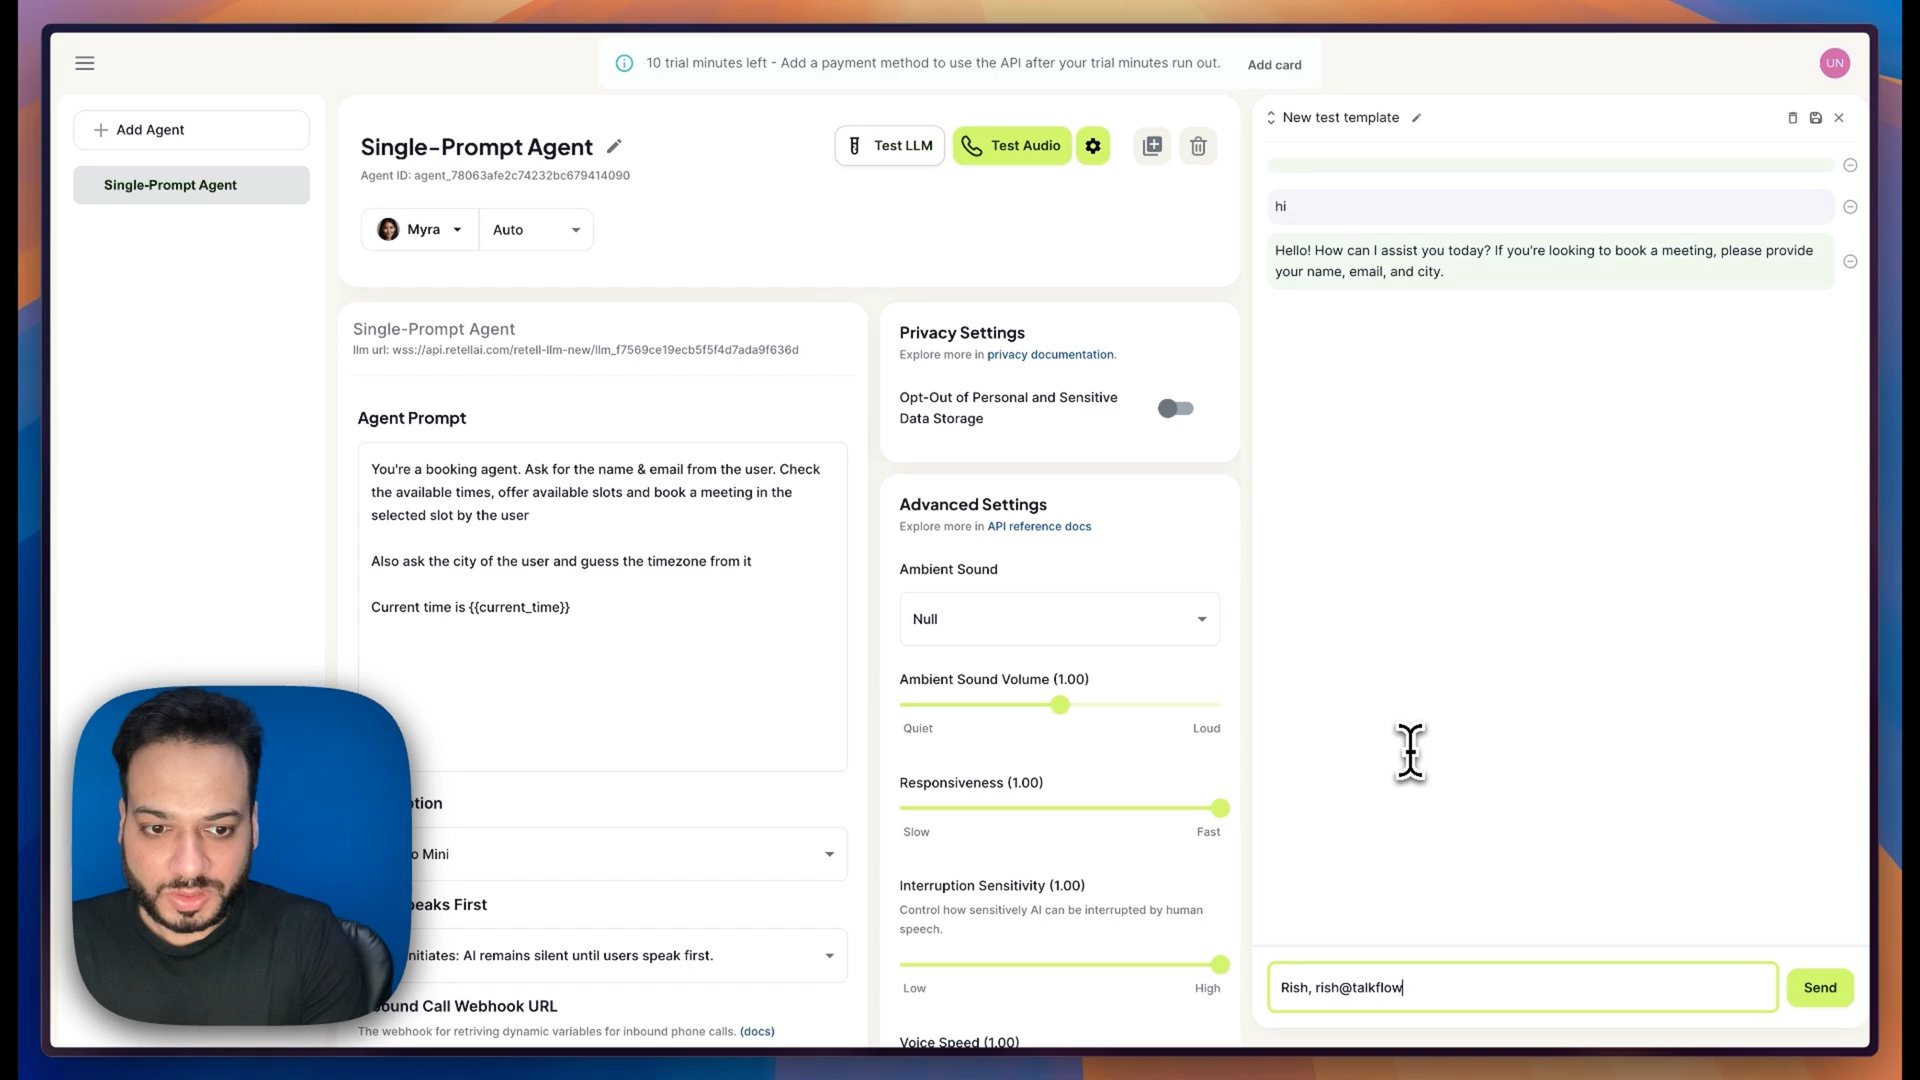 10 trial minutes left - Add a payment method to use the API after your trial minutes run out.
Add card
UN
Add Agent
Single-Prompt Agent
Single-Prompt Agent
Agent ID: agent_78063afe2c74232bc679414090
Test LLM
Test Audio
Myra
Auto
Single-Prompt Agent
llm url: wss://api.retellai.com/retell-llm-new/llm_f7569ce19ecb5f5f4d7ada9f636d
Agent Prompt
You're a booking agent. Ask for the name & email from the user. Check
the available times, offer available slots and book a meeting in the
selected slot by the user
Also ask the city of the user and guess the timezone from it
Current time is {{current_time}}
ption
o Mini
eaks First
nitiates: AI remains silent until users speak first.
ound Call Webhook URL
The webhook for retriving dynamic variables for inbound phone calls. (docs)
Privacy Settings
Explore more in privacy documentation.
Opt-Out of Personal and Sensitive
Data Storage
Advanced Settings
Explore more in API reference docs
Ambient Sound
Null
Ambient Sound Volume (1.00)
Quiet
Loud
Responsiveness (1.00)
Slow
Fast
Interruption Sensitivity (1.00)
Control how sensitively AI can be interrupted by human
speech.
Low
High
Voice Speed (1.00)
New test template
hi
Hello! How can I assist you today? If you're looking to book a meeting, please provide
your name, email, and city.
Rish, rish@talkflow
Send